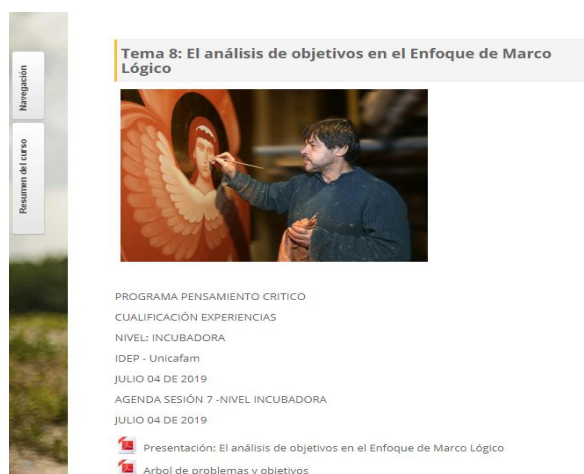 Navegación
Resumen del curso
Tema 8: El análisis de objetivos en el Enfoque de Marco
Lógico
PROGRAMA PENSAMIENTO CRITICO
CUALIFICACIÓN EXPERIENCIAS
NIVEL: INCUBADORA
IDEP - Unicafam
JULIO 04 DE 2019
AGENDA SESIÓN 7 -NIVEL INCUBADORA
JULIO 04 DE 2019
Presentación: El análisis de objetivos en el Enfoque de Marco Lógico
Arbol de problemas y objetivos